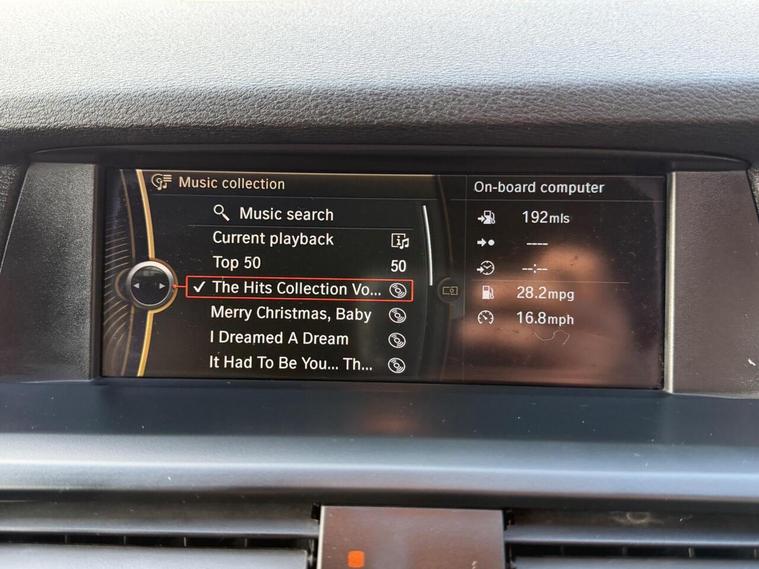 Music collection
Music search
Current playback
Top 50 50
The Hits Collection Vo...
Merry Christmas, Baby
I Dreamed A Dream
It Had To Be You... Th...
On-board computer
192mls
----
--:--
28.2mpg
16.8mph